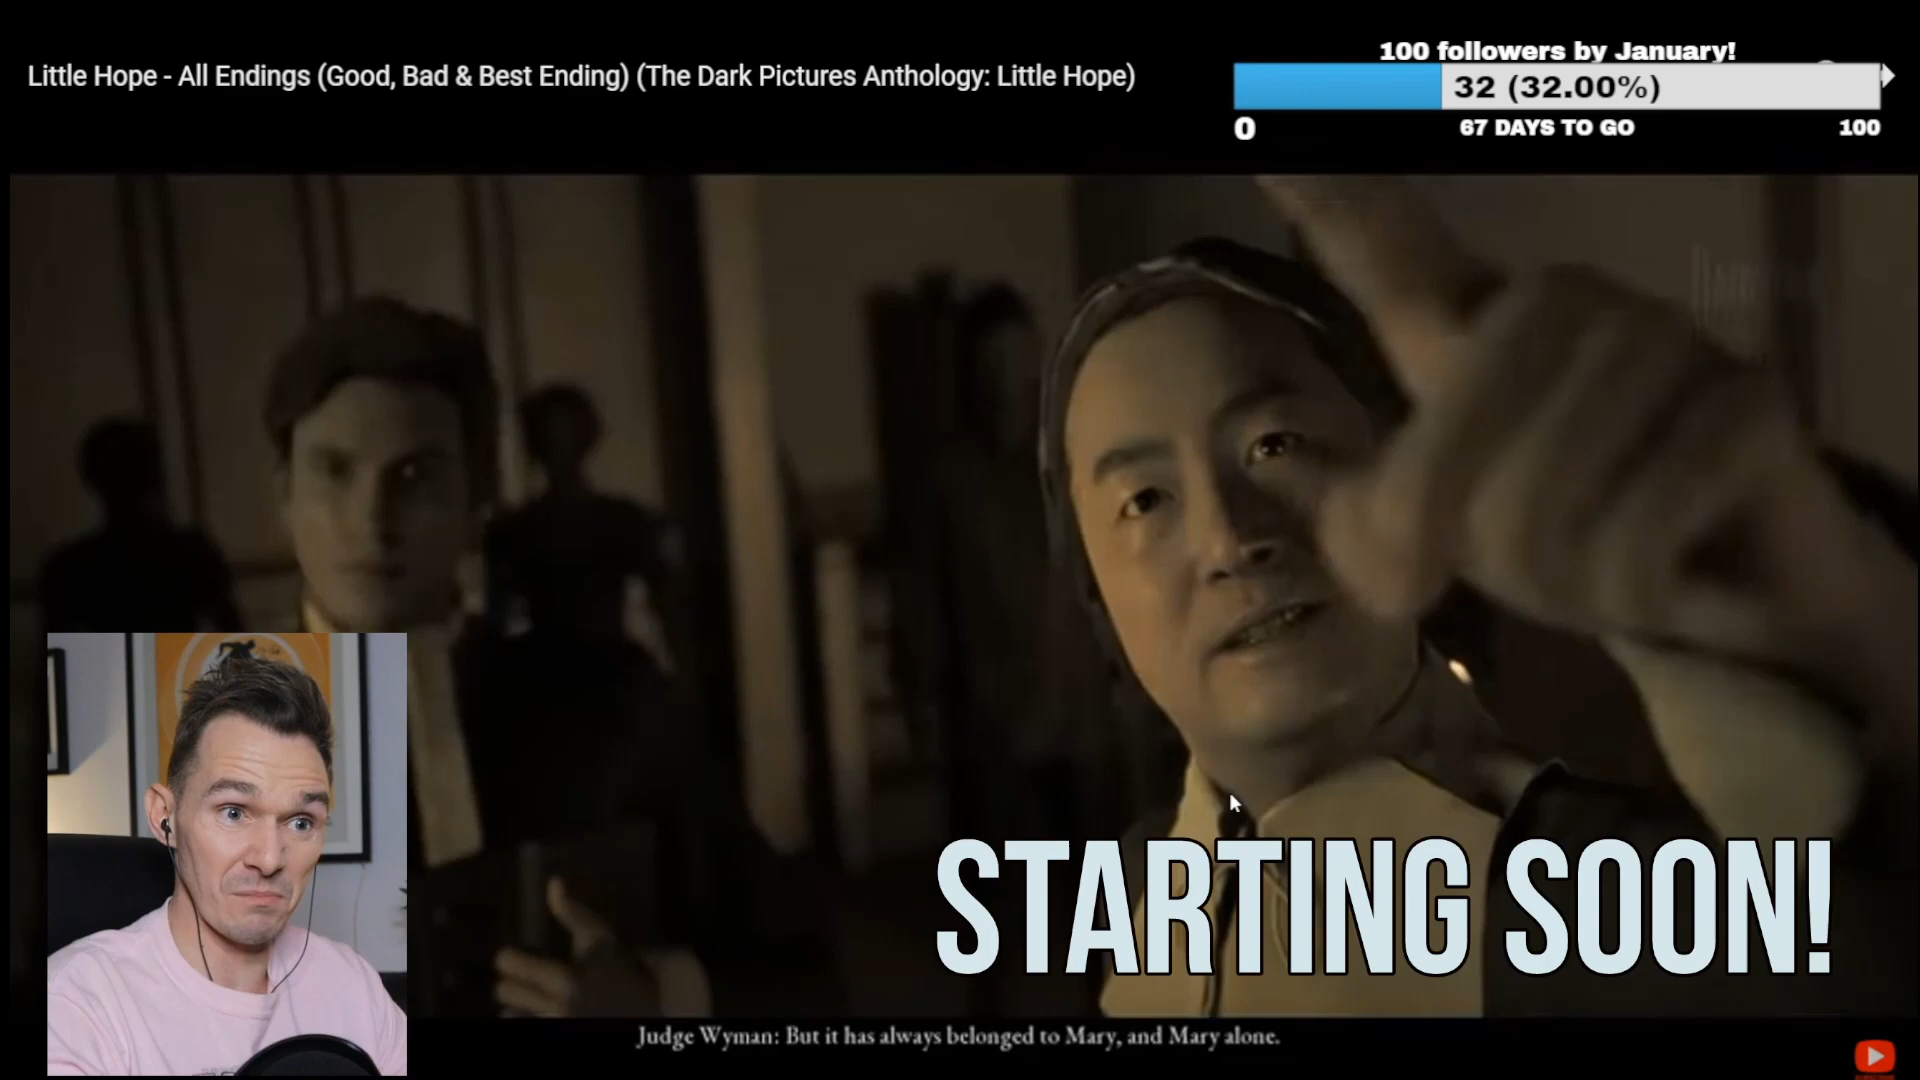 100 followers by January!
Little Hope - All Endings (Good, Bad & Best Ending) (The Dark Pictures Anthology: Little Hope)
32 (32.00%)
0
67 DAYS TO GO
100
STARTING SOON!
Judge Wyman: But it has always belonged to Mary, and Mary alone.